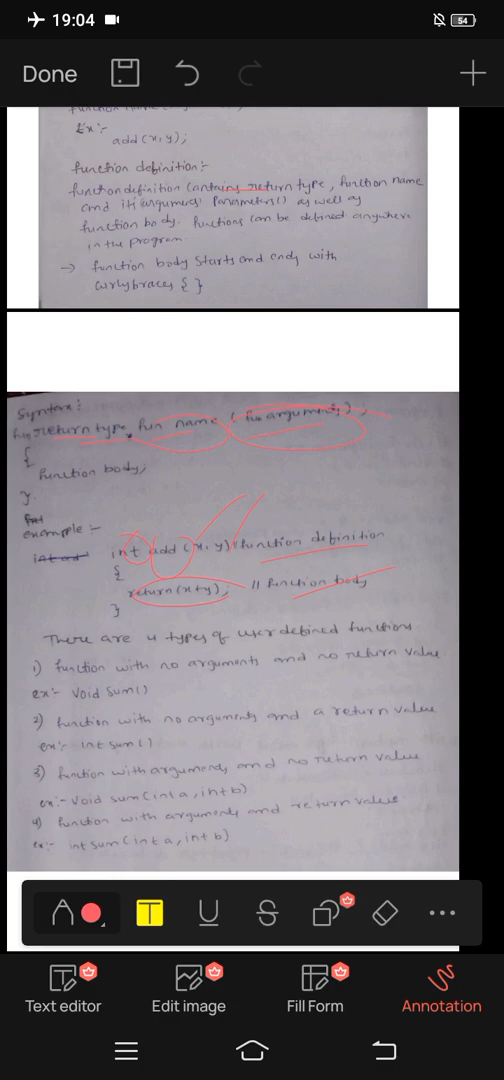 19:04
54
Done
Ex:-
add(x,y);
function definition:-
function definition contains return type, function name
and its arguments/ Parameters() as well as
function body. functions can be defined anywhere
in the program
→ function body Starts and ends with
curlybraces { }
Syntax:
return type fun name (fun arguments);
{
function body;
}
example:-
int add (x, y) //function definition
{
return(x+y); // function body
}
There are 4 types of user defined functions
1) function with no arguments and no return value
ex:- Void sum()
2) function with no arguments and a return value
ex:- int sum()
3) function with arguments and no return value
ex:- void sum(int a, int b)
4) function with arguments and return values
ex:- int sum(int a, int b)
T U S
Text editor Edit image Fill Form Annotation